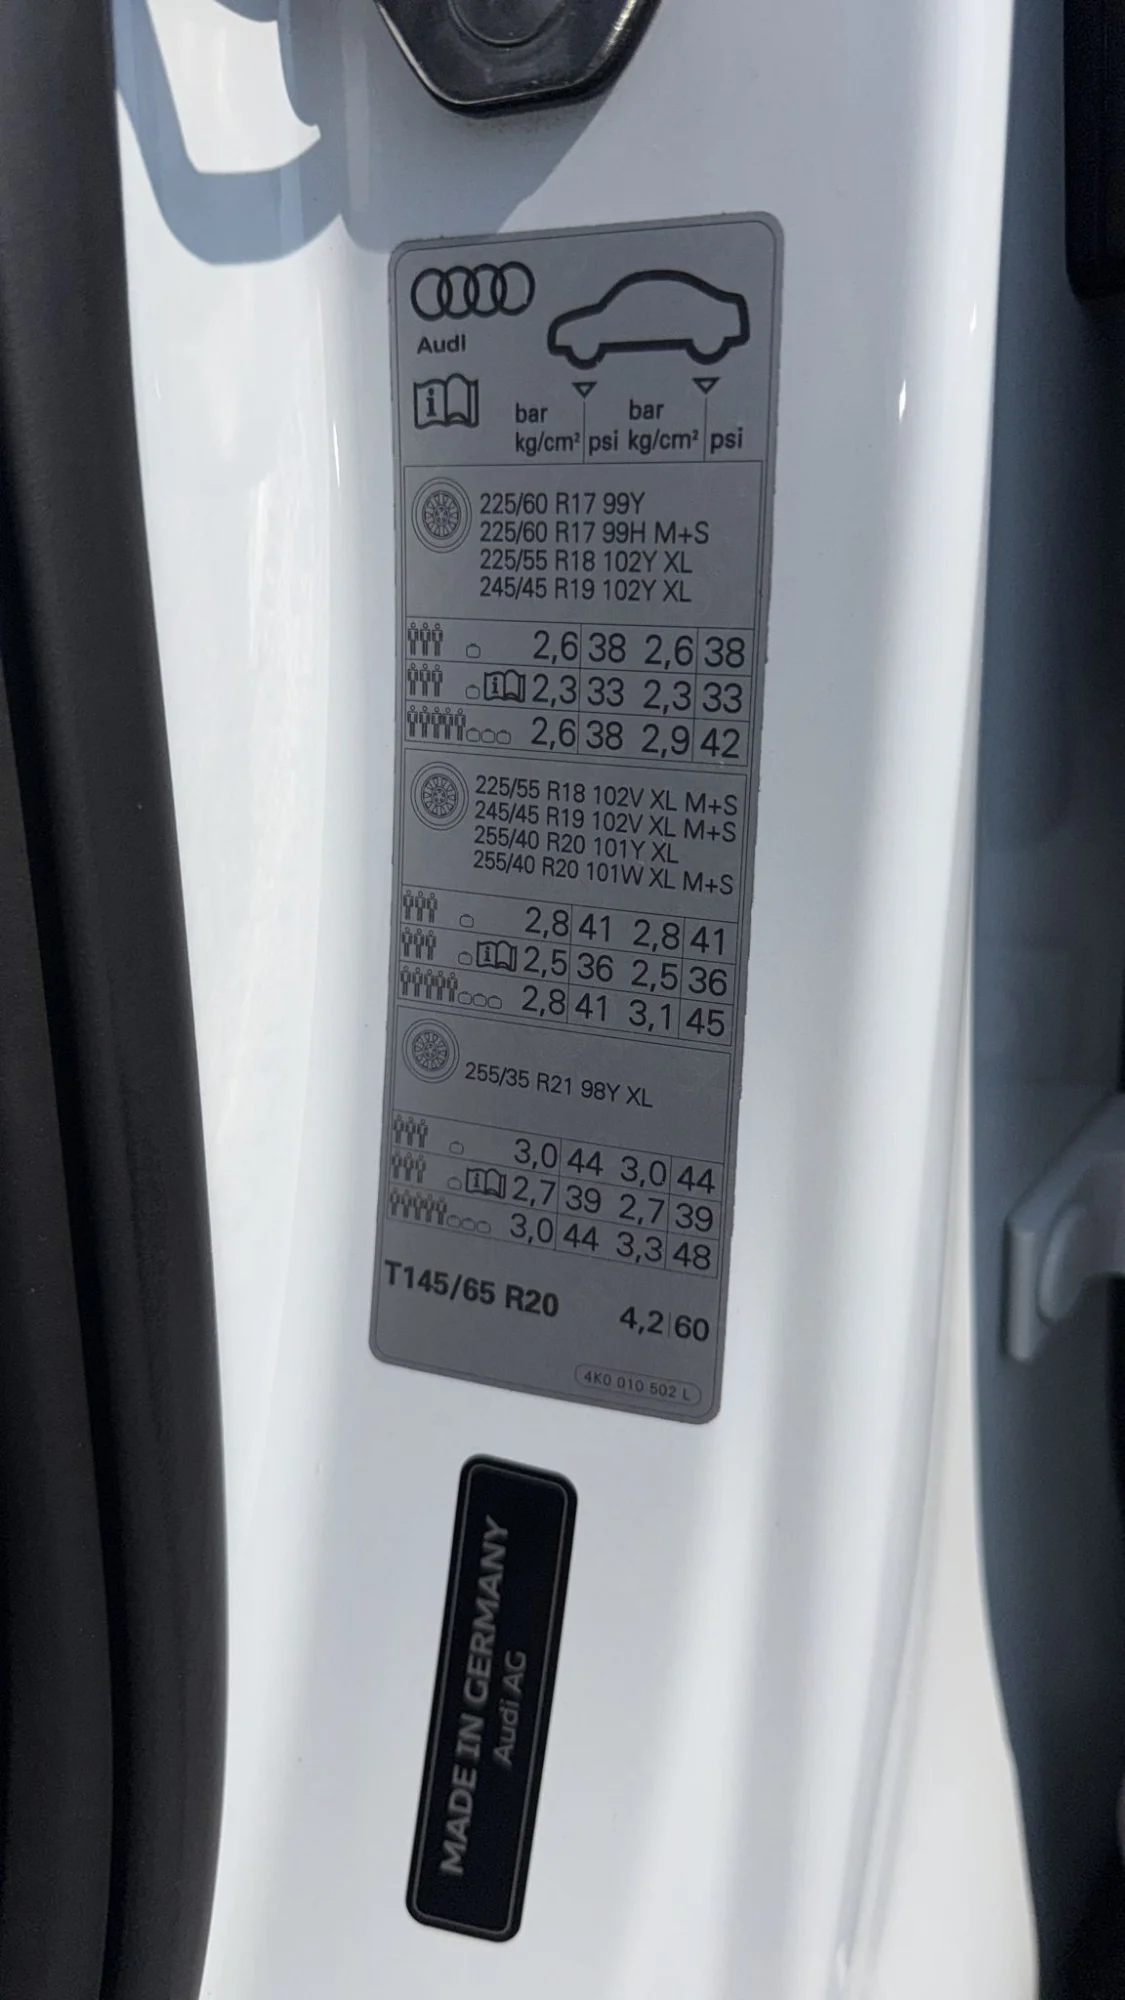 Audi
bar bar
kg/cm² psi kg/cm² psi
225/60 R17 99Y
225/60 R17 99H M+S
225/55 R18 102Y XL
245/45 R19 102Y XL
2,6 38 2,6 38
2,3 33 2,3 33
2,6 38 2,9 42
225/55 R18 102V XL M+S
245/45 R19 102V XL M+S
255/40 R20 101Y XL
255/40 R20 101W XL M+S
2,8 41 2,8 41
2,5 36 2,5 36
2,8 41 3,1 45
255/35 R21 98Y XL
3,0 44 3,0 44
2,7 39 2,7 39
3,0 44 3,3 48
T145/65 R20 4,2 60
4K0 010 502 L
MADE IN GERMANY
Audi AG